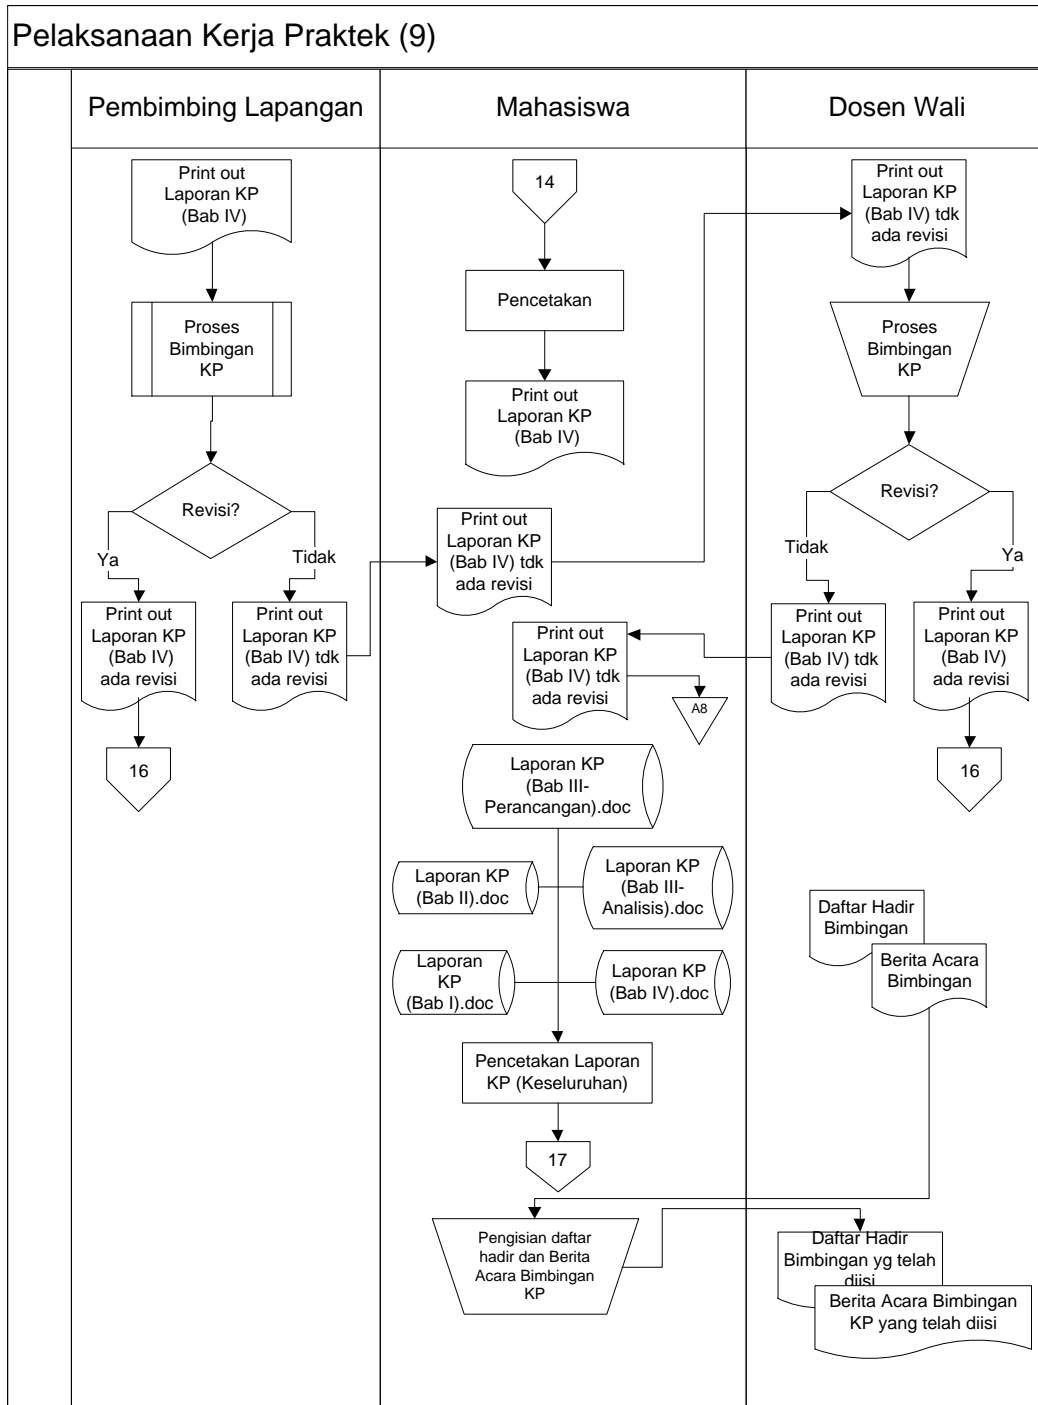 Pelaksanaan Kerja Praktek (9)
Pembimbing Lapangan
Mahasiswa
Dosen Wali
Print out
Laporan KP
(Bab IV)
Proses
Bimbingan
KP
Revisi?
Ya
Tidak
Print out
Laporan KP
(Bab IV)
ada revisi
Print out
Laporan KP
(Bab IV) tdk
ada revisi
16
14
Pencetakan
Print out
Laporan KP
(Bab IV)
Print out
Laporan KP
(Bab IV) tdk
ada revisi
Print out
Laporan KP
(Bab IV) tdk
ada revisi
A8
Laporan KP
(Bab III-
Perancangan).doc
Laporan KP
(Bab II).doc
Laporan KP
(Bab III-
Analisis).doc
Laporan
KP
(Bab I).doc
Laporan KP
(Bab IV).doc
Pencetakan Laporan
KP (Keseluruhan)
17
Pengisian daftar
hadir dan Berita
Acara Bimbingan
KP
Print out
Laporan KP
(Bab IV) tdk
ada revisi
Proses
Bimbingan
KP
Revisi?
Tidak
Ya
Print out
Laporan KP
(Bab IV) tdk
ada revisi
Print out
Laporan KP
(Bab IV)
ada revisi
16
Daftar Hadir
Bimbingan
Berita Acara
Bimbingan
Daftar Hadir
Bimbingan yg telah
diisi
Berita Acara Bimbingan
KP yang telah diisi